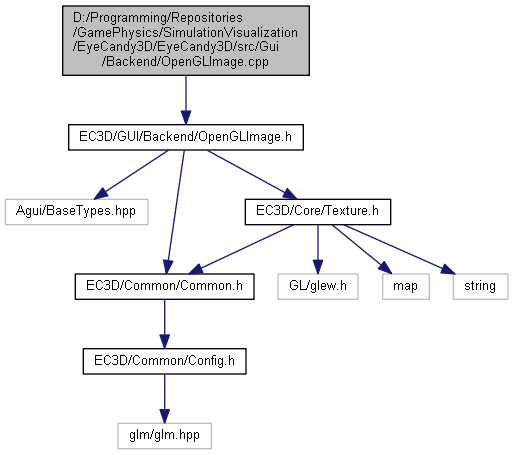 D:/Programming/Repositories
/GamePhysics/SimulationVisualization
/EyeCandy3D/EyeCandy3D/src/Gui
/Backend/OpenGLImage.cpp
EC3D/GUI/Backend/OpenGLImage.h
Agui/BaseTypes.hpp
EC3D/Core/Texture.h
EC3D/Common/Common.h
GL/glew.h
map
string
EC3D/Common/Config.h
glm/glm.hpp